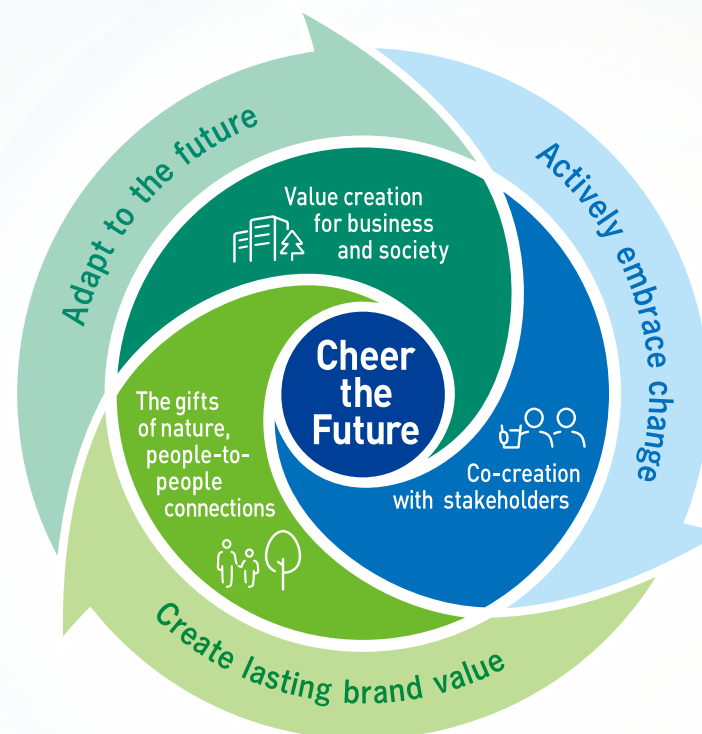 Adapt to the future
Actively embrace change
Value creation
for business
and society
Cheer
the
Future
The gifts
of nature,
people-to-
people
connections
Co-creation
with stakeholders
Create lasting brand value